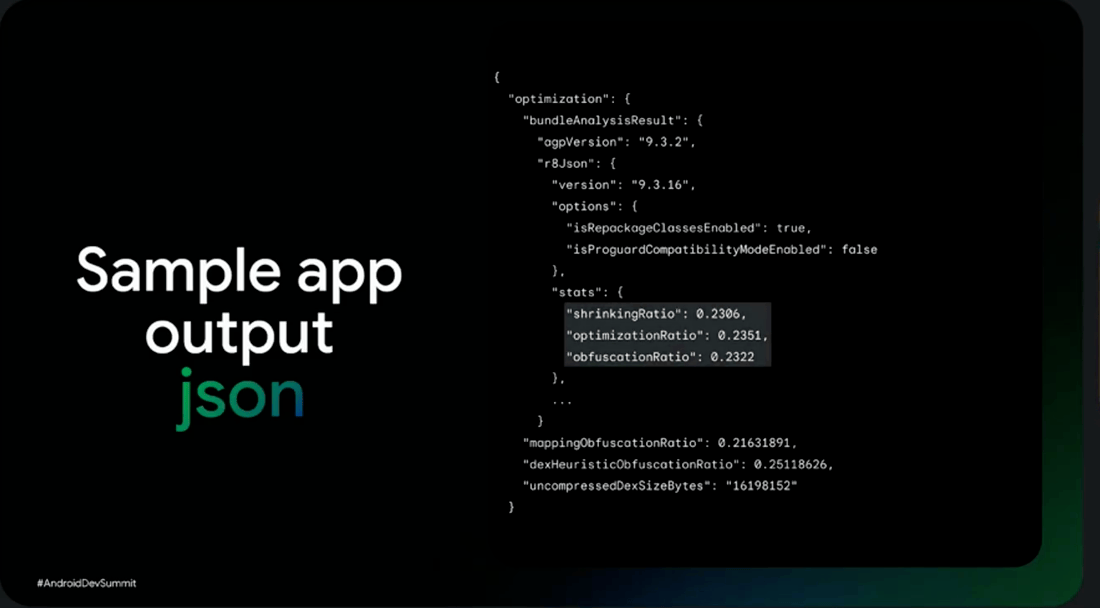 Sample app
output
json
{
"optimization": {
"bundleAnalysisResult": {
"agpVersion": "9.3.2",
"r8Json": {
"version": "9.3.16",
"options": {
"isRepackageClassesEnabled": true,
"isProguardCompatibilityModeEnabled": false
},
"stats": {
"shrinkingRatio": 0.2306,
"optimizationRatio": 0.2351,
"obfuscationRatio": 0.2322
},
...
}
"mappingObfuscationRatio": 0.21631891,
"dexHeuristicObfuscationRatio": 0.25118626,
"uncompressedDexSizeBytes": "16198152"
}
#AndroidDevSummit